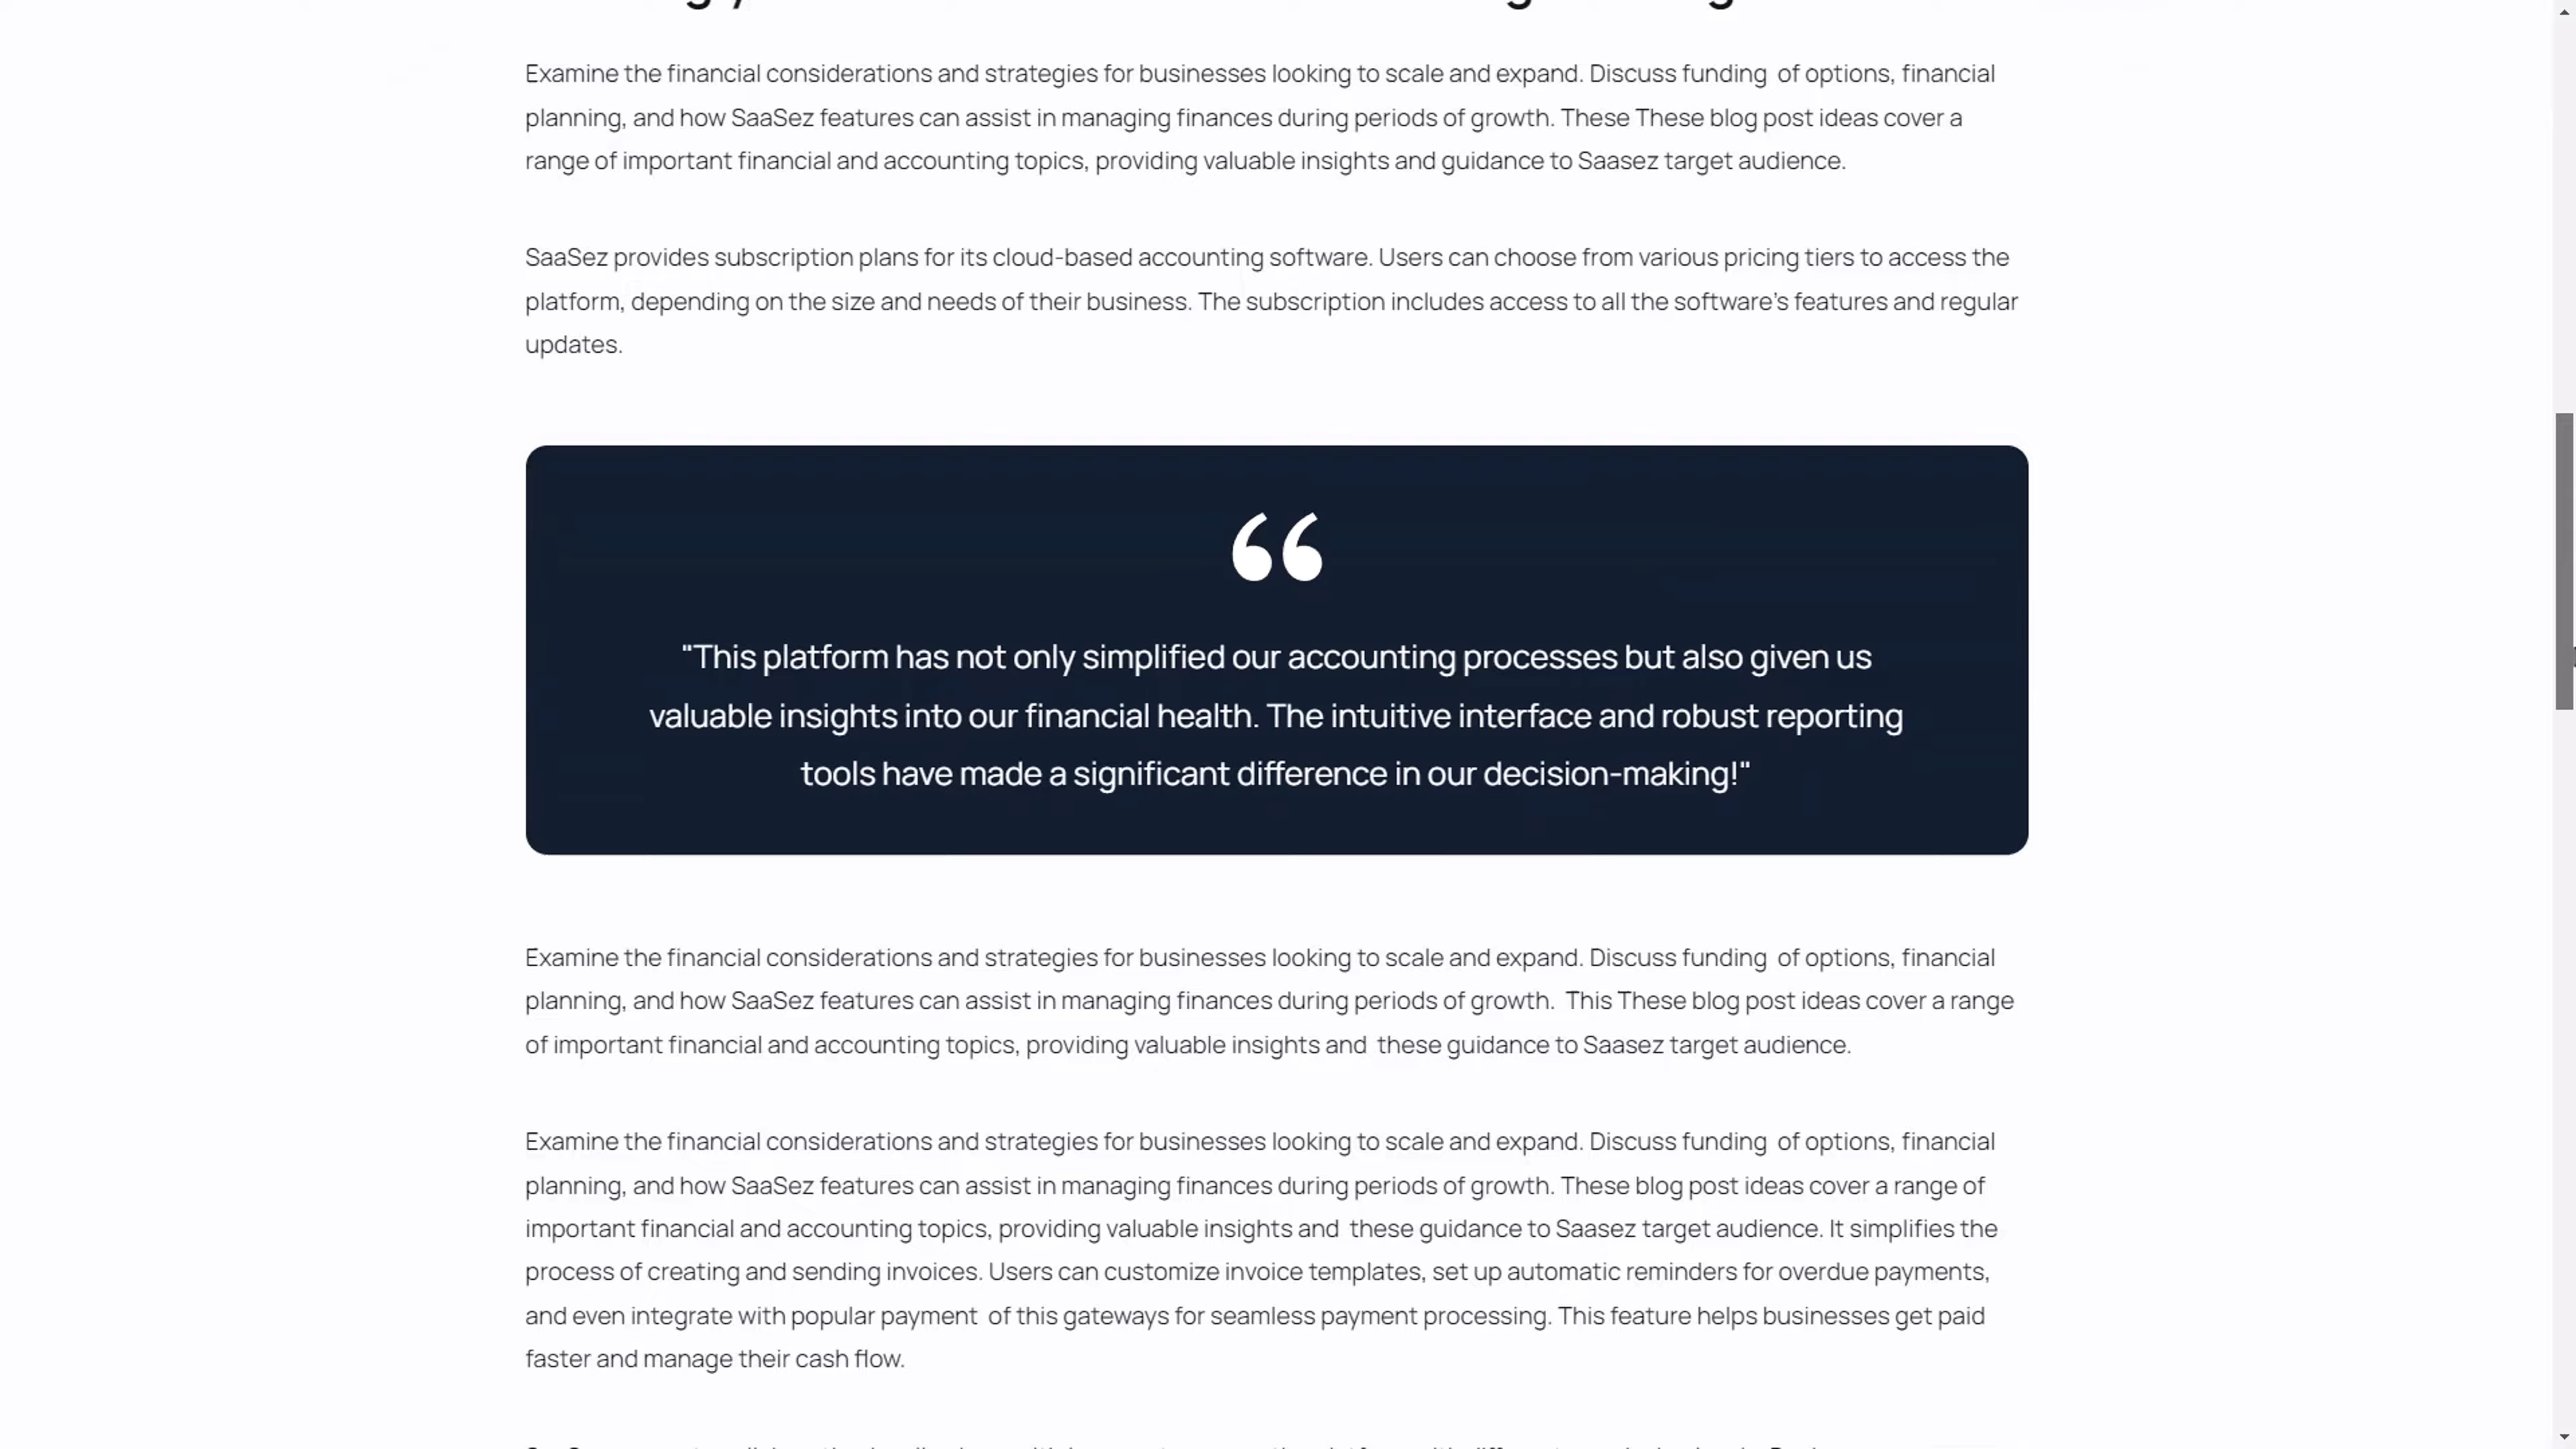 Examine the financial considerations and strategies for businesses looking to scale and expand. Discuss funding  of options, financial
planning, and how SaaSez features can assist in managing finances during periods of growth. These These blog post ideas cover a
range of important financial and accounting topics, providing valuable insights and guidance to Saasez target audience.
SaaSez provides subscription plans for its cloud-based accounting software. Users can choose from various pricing tiers to access the
platform, depending on the size and needs of their business. The subscription includes access to all the software's features and regular
updates.
“
"This platform has not only simplified our accounting processes but also given us
valuable insights into our financial health. The intuitive interface and robust reporting
tools have made a significant difference in our decision-making!"
Examine the financial considerations and strategies for businesses looking to scale and expand. Discuss funding  of options, financial
planning, and how SaaSez features can assist in managing finances during periods of growth.  This These blog post ideas cover a range
of important financial and accounting topics, providing valuable insights and  these guidance to Saasez target audience.
Examine the financial considerations and strategies for businesses looking to scale and expand. Discuss funding  of options, financial
planning, and how SaaSez features can assist in managing finances during periods of growth. These blog post ideas cover a range of
important financial and accounting topics, providing valuable insights and  these guidance to Saasez target audience. It simplifies the
process of creating and sending invoices. Users can customize invoice templates, set up automatic reminders for overdue payments,
and even integrate with popular payment  of this gateways for seamless payment processing. This feature helps businesses get paid
faster and manage their cash flow.